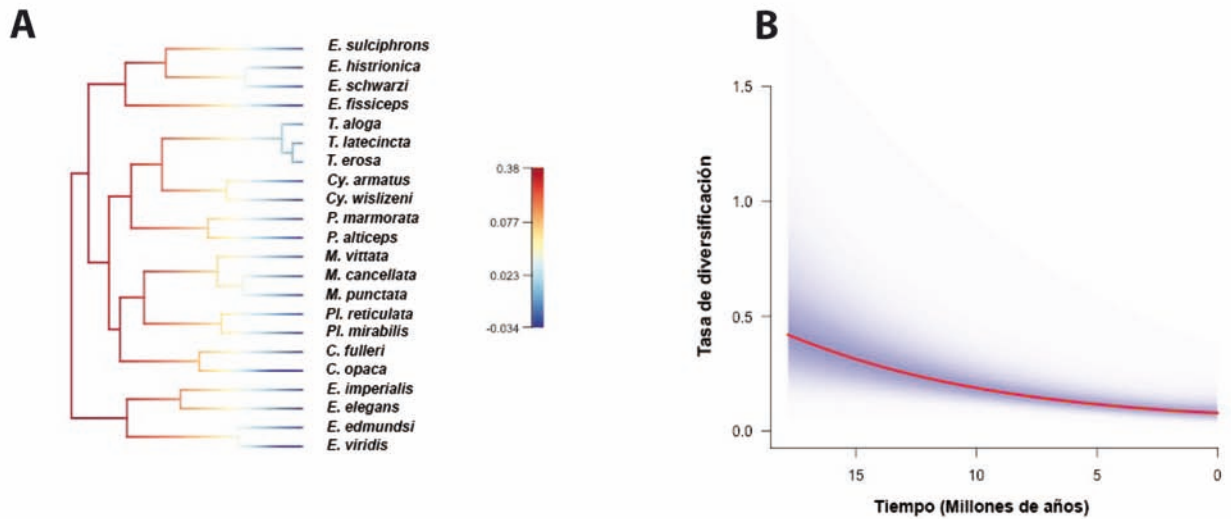 A
E. sulciphrons
E. histrionica
E. schwarzi
E. fissiceps
T. aloga
T. latecincta
T. erosa
Cy. armatus
Cy. wislizeni
P. marmorata
P. alticeps
M. vittata
M. cancellata
M. punctata
Pl. reticulata
Pl. mirabilis
C. fulleri
C. opaca
E. imperialis
E. elegans
E. edmundsi
E. viridis
0.38
0.077
0.023
-0.034
B
Tasa de diversificación
1.5
1.0
0.5
0.0
15
10
5
0
Tiempo (Millones de años)